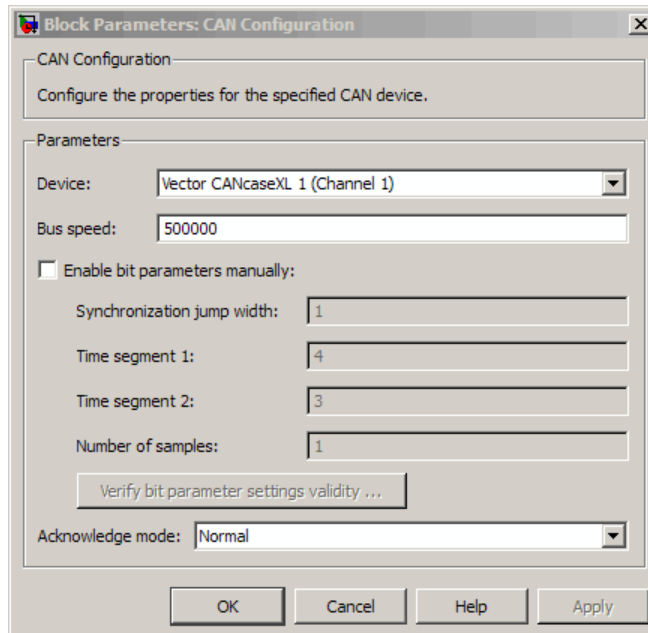 Block Parameters: CAN Configuration
CAN Configuration
Configure the properties for the specified CAN device.
Parameters
Device: Vector CANcaseXL 1 (Channel 1)
Bus speed: 500000
Enable bit parameters manually:
Synchronization jump width: 1
Time segment 1: 4
Time segment 2: 3
Number of samples: 1
Verify bit parameter settings validity ...
Acknowledge mode: Normal
OK Cancel Help Apply